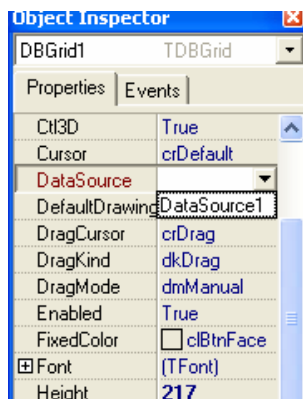 Object Inspector
DBGrid1 TDBGrid
Properties Events
Ctl3D True
Cursor crDefault
DataSource
DefaultDrawing DataSource1
DragCursor crDrag
DragKind dkDrag
DragMode dmManual
Enabled True
FixedColor clBtnFace
Font (TFont)
Height 217